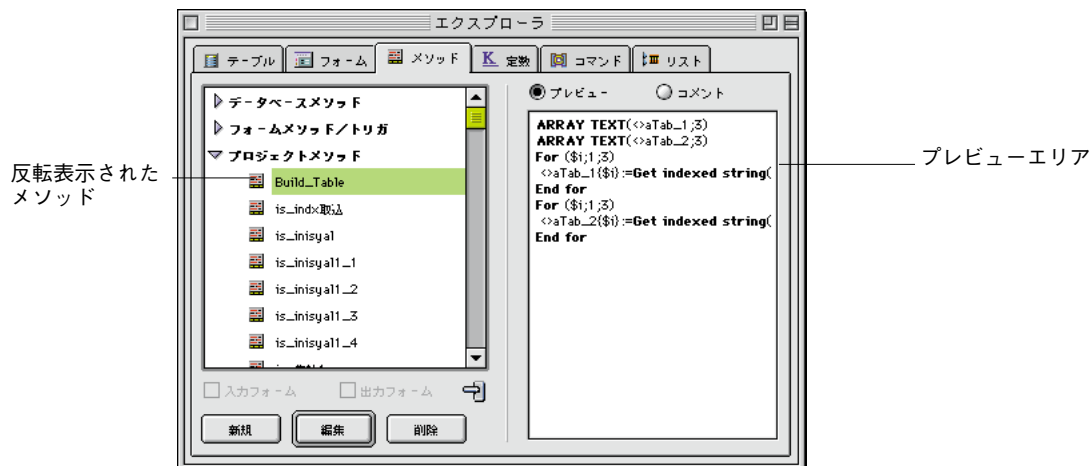 エクスプローラ
テーブル フォーム メソッド K 定数 コマンド リスト
データベースメソッド
フォームメソッド／トリガ
プロジェクトメソッド
Build_Table
is_indx取込
is_inisyal
is_inisyal1_1
is_inisyal1_2
is_inisyal1_3
is_inisyal1_4
入力フォーム 出力フォーム
新規 編集 削除
プレビュー コメント
ARRAY TEXT(<>aTab_1;3)
ARRAY TEXT(<>aTab_2;3)
For ($i;1;3)
<>aTab_1{$i}:=Get indexed string(
End for
For ($i;1;3)
<>aTab_2{$i}:=Get indexed string(
End for
反転表示された
メソッド
プレビューエリア